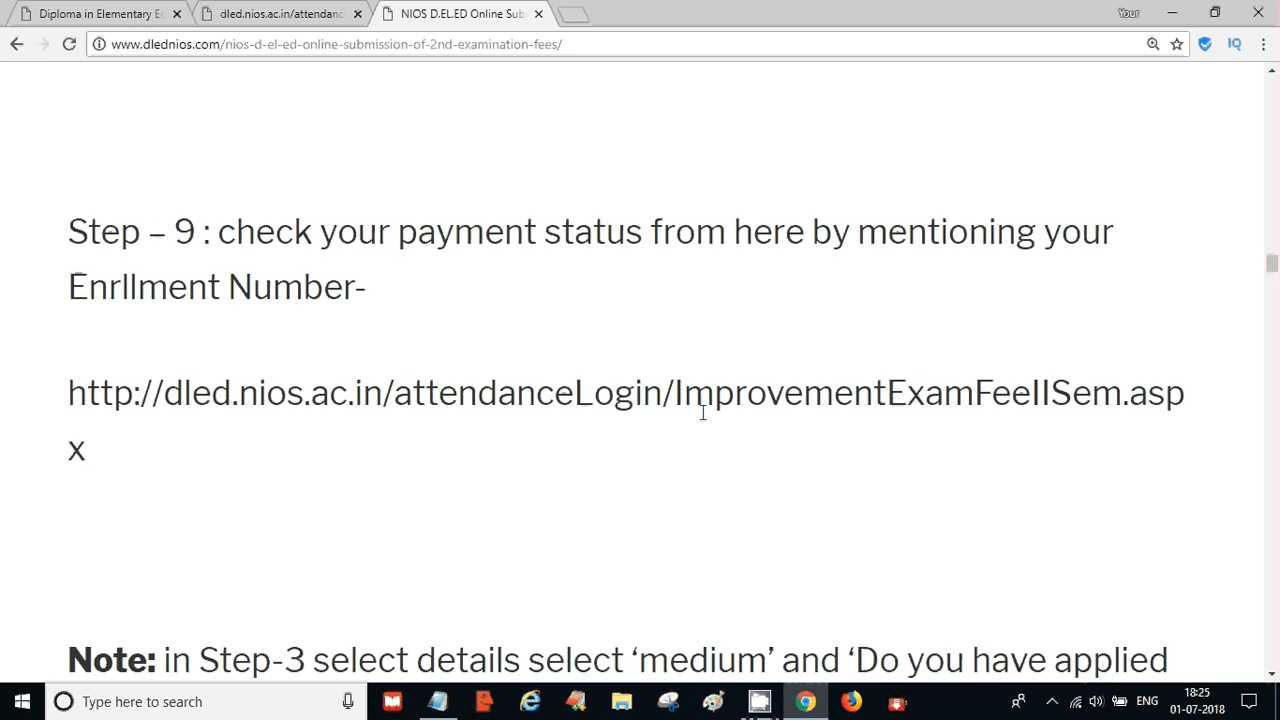 Diploma in Elementary E
dled.nios.ac.in/attendanc
NIOS D.EL.ED Online Sub
Your
www.dlednios.com/nios-d-el-ed-online-submission-of-2nd-examination-fees/
IQ
Step – 9 : check your payment status from here by mentioning your
Enrllment Number-
http://dled.nios.ac.in/attendanceLogin/ImprovementExamFeeIISem.asp
x
Note: in Step-3 select details select ‘medium’ and ‘Do you have applied
Type here to search
ENG
18:25
01-07-2018